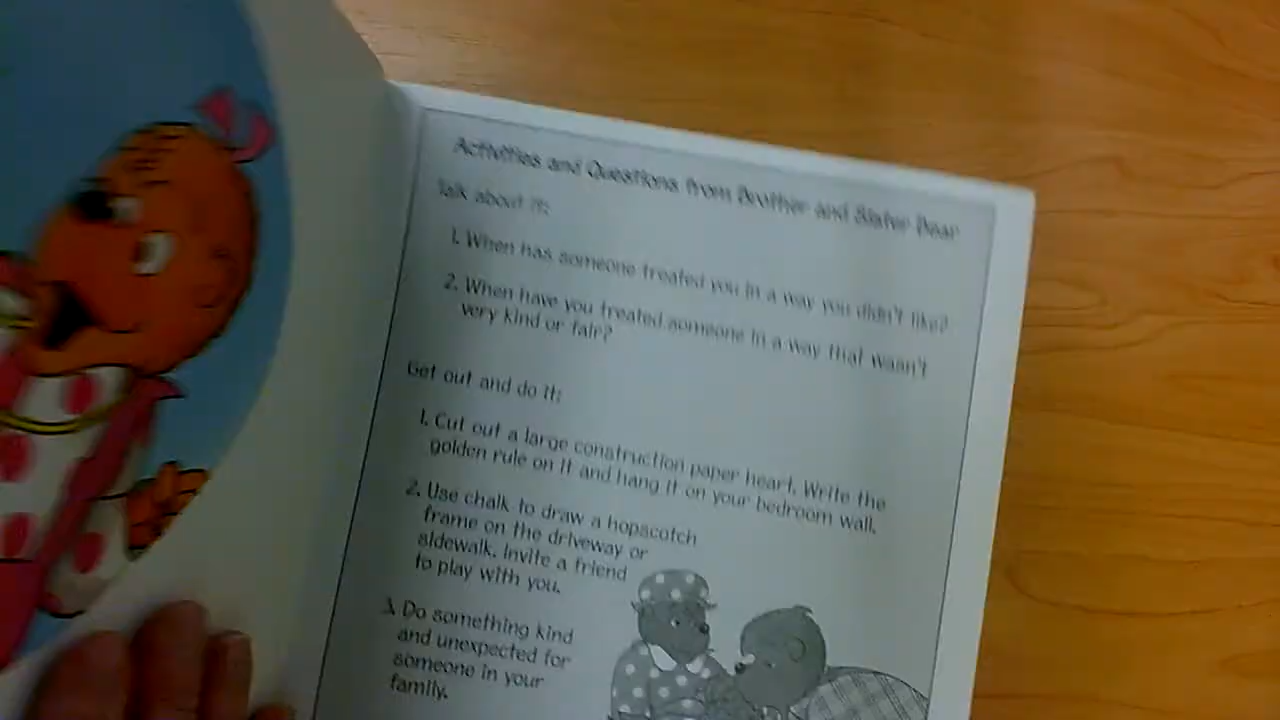 Activities and Questions from Brother and Sister Bear
Talk about it:
1. When has someone treated you in a way you didn't like?
2. When have you treated someone in a way that wasn't
very kind or fair?
Get out and do it:
1. Cut out a large construction paper heart. Write the
golden rule on it and hang it on your bedroom wall.
2. Use chalk to draw a hopscotch
frame on the driveway or
sidewalk. Invite a friend
to play with you.
3. Do something kind
and unexpected for
someone in your
family.